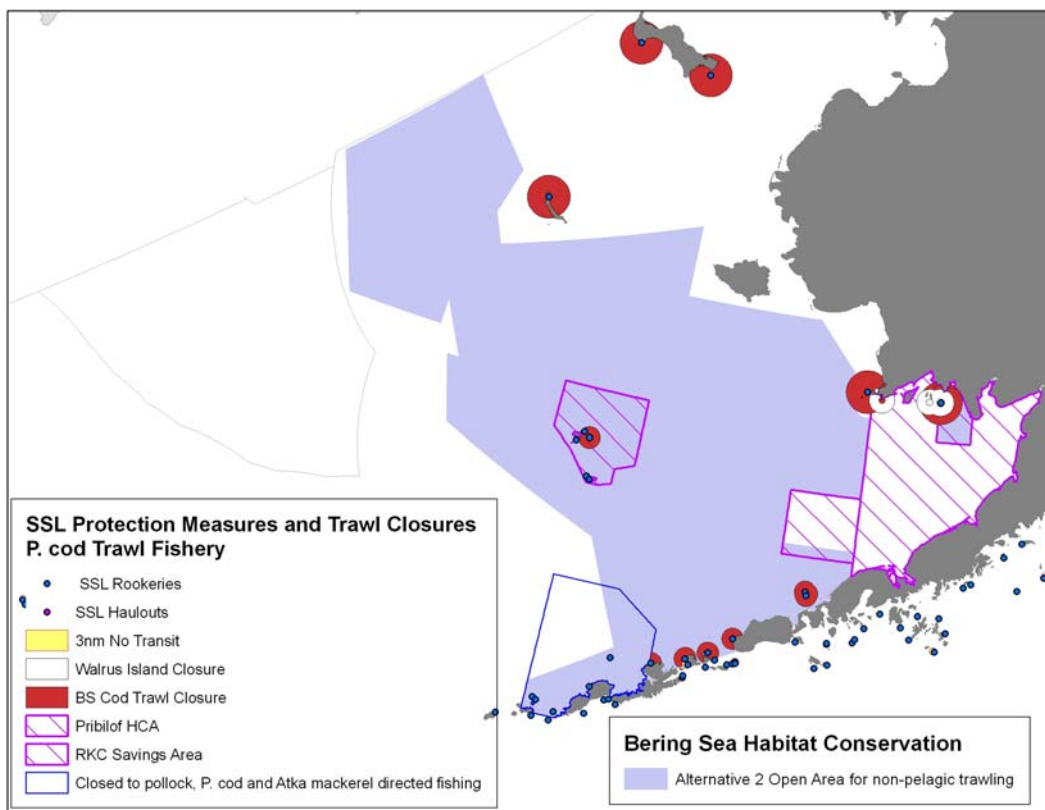 SSL Protection Measures and Trawl Closures
P. cod Trawl Fishery
SSL Rookeries
SSL Haulouts
3nm No Transit
Walrus Island Closure
BS Cod Trawl Closure
Pribilof HCA
RKC Savings Area
Closed to pollock, P. cod and Atka mackerel directed fishing
Bering Sea Habitat Conservation
Alternative 2 Open Area for non-pelagic trawling